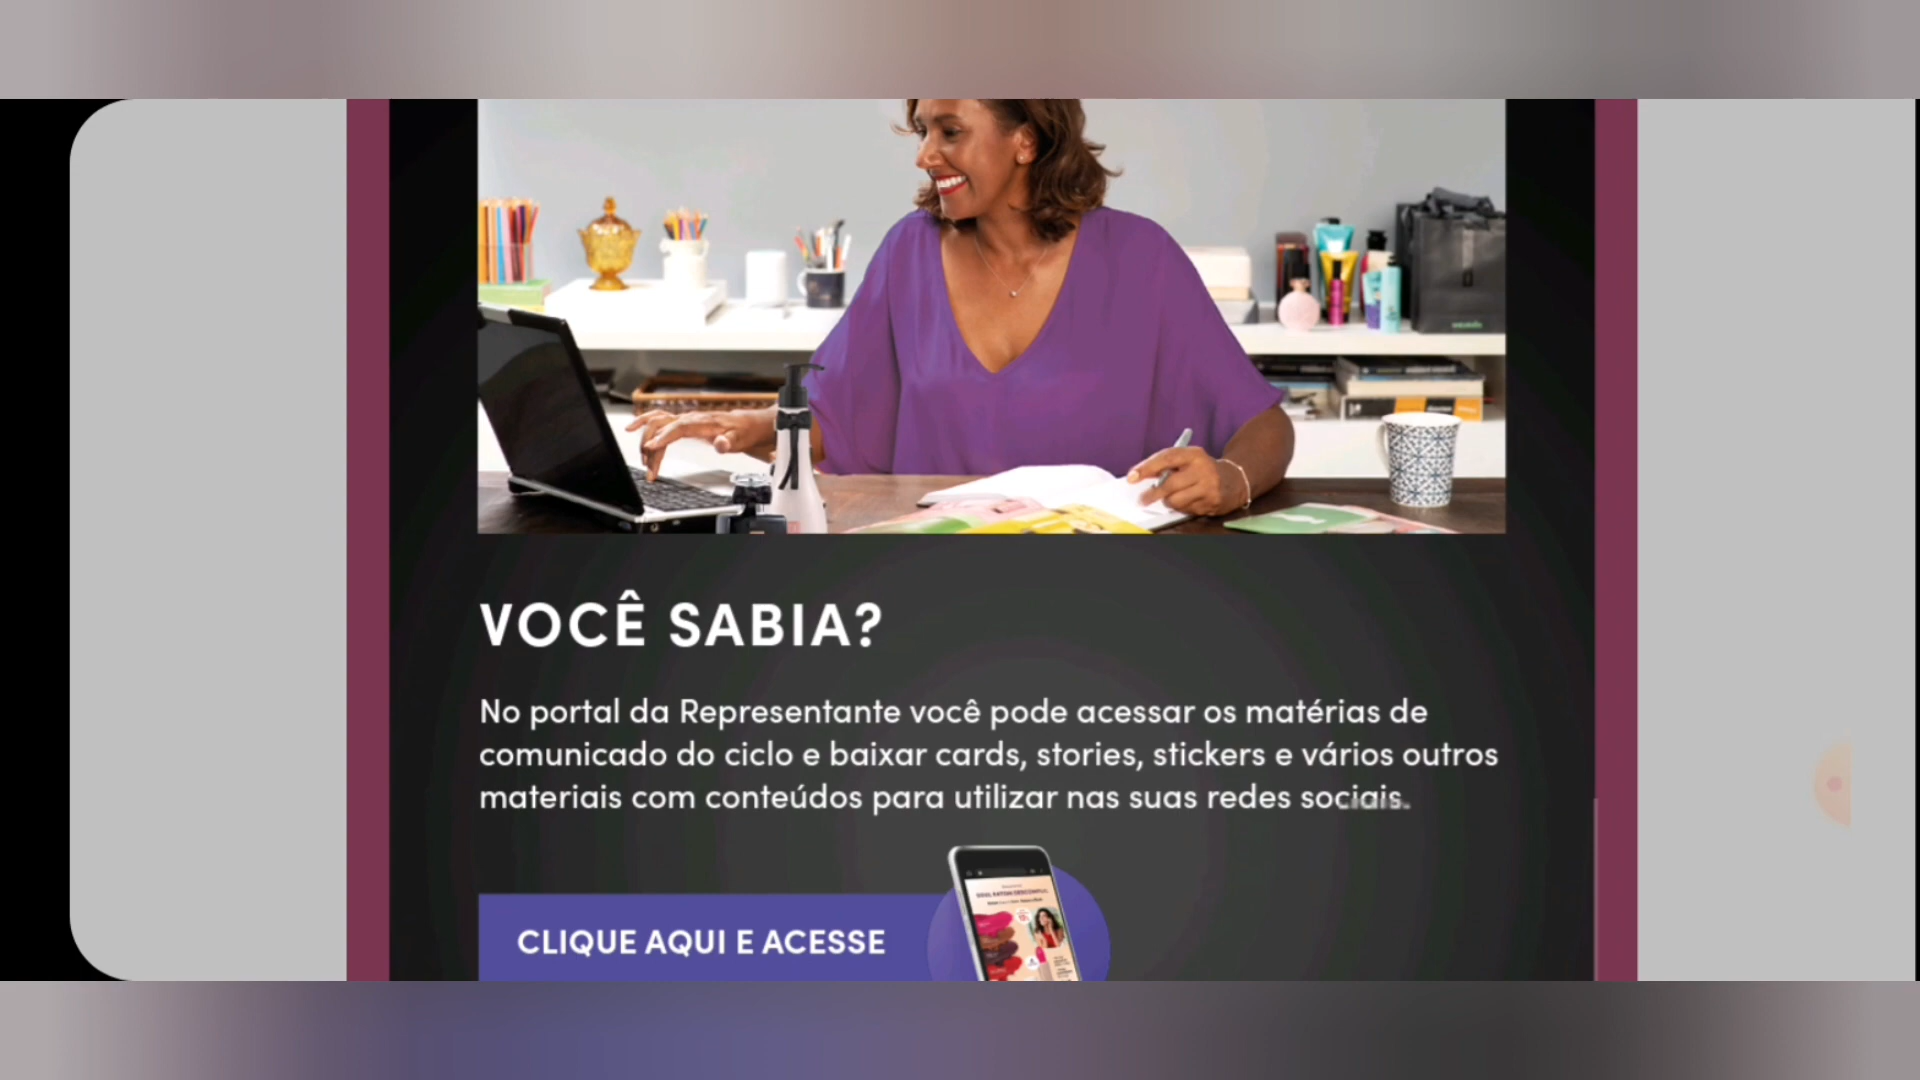 VOCÊ SABIA?
No portal da Representante você pode acessar os matérias de
comunicado do ciclo e baixar cards, stories, stickers e vários outros
materiais com conteúdos para utilizar nas suas redes sociais.
CLIQUE AQUI E ACESSE